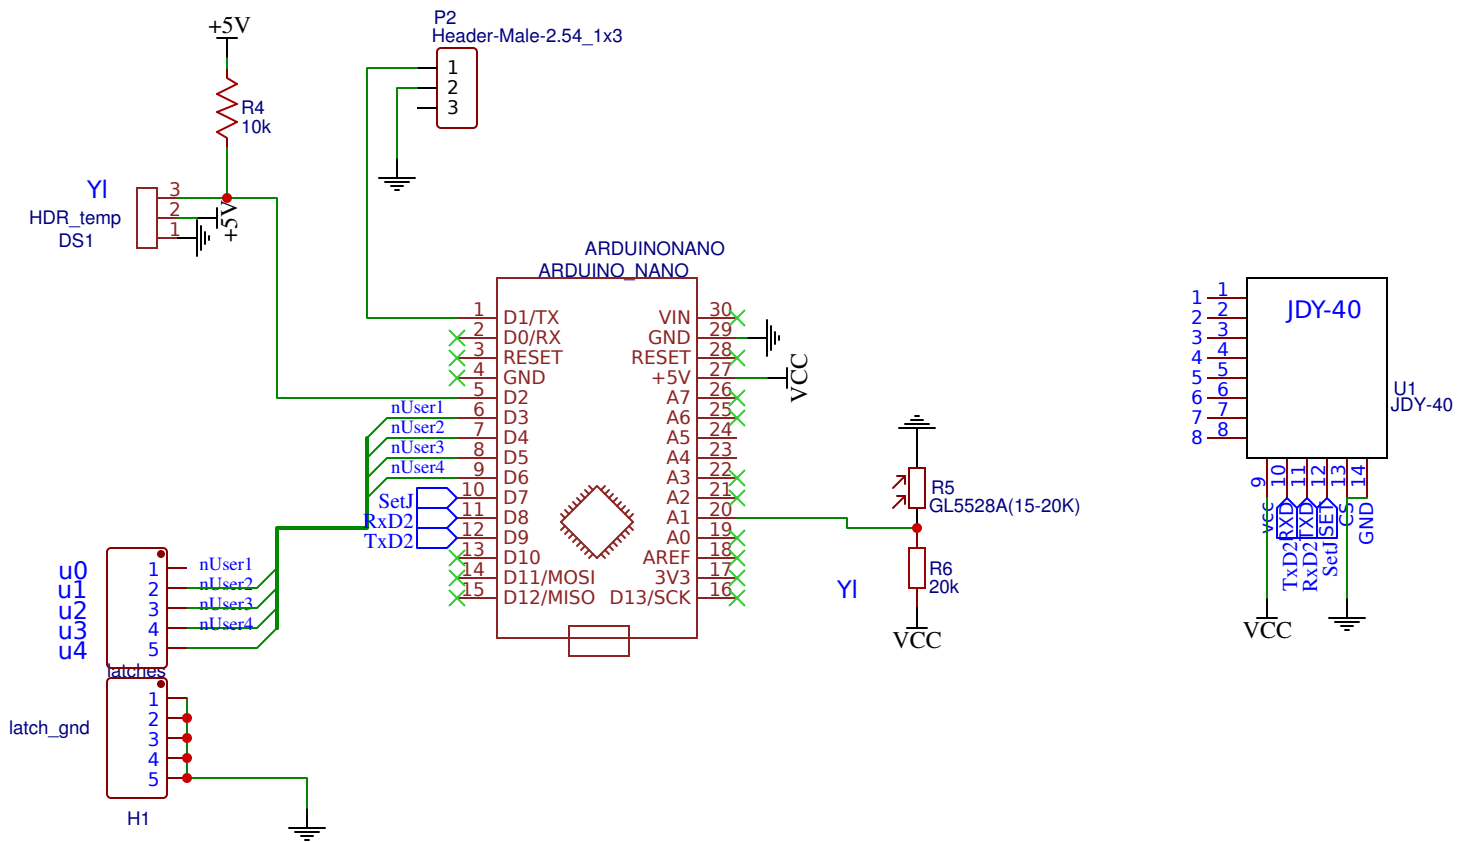 +5V
R4
10k
YI
HDR_temp
DS1
3
2
1
+5V
P2
Header-Male-2.54_1x3
1
2
3
ARDUINONANO
ARDUINO_NANO
1 D1/TX
2 D0/RX
3 RESET
4 GND
5 D2
6 D3
7 D4
8 D5
9 D6
10 D7
11 D8
12 D9
13 D10
14 D11/MOSI
15 D12/MISO
VIN 30
GND 29
RESET 28
+5V 27
A7 26
A6 25
A5 24
A4 23
A3 22
A2 21
A1 20
A0 19
AREF 18
3V3 17
D13/SCK 16
VCC
nUser1
nUser2
nUser3
nUser4
SetJ
RxD2
TxD2
u0
u1
u2
u3
u4
1
2
3
4
5
nUser1
nUser2
nUser3
nUser4
latches
latch_gnd
1
2
3
4
5
H1
R5
GL5528A(15-20K)
R6
20k
YI
VCC
JDY-40
U1
JDY-40
1 1
2 2
3 3
4 4
5 5
6 6
7 7
8 8
9 vcc
10 RXD
11 TXD
12 SET
13 CS
14 GND
TxD2
RxD2
SetJ
VCC